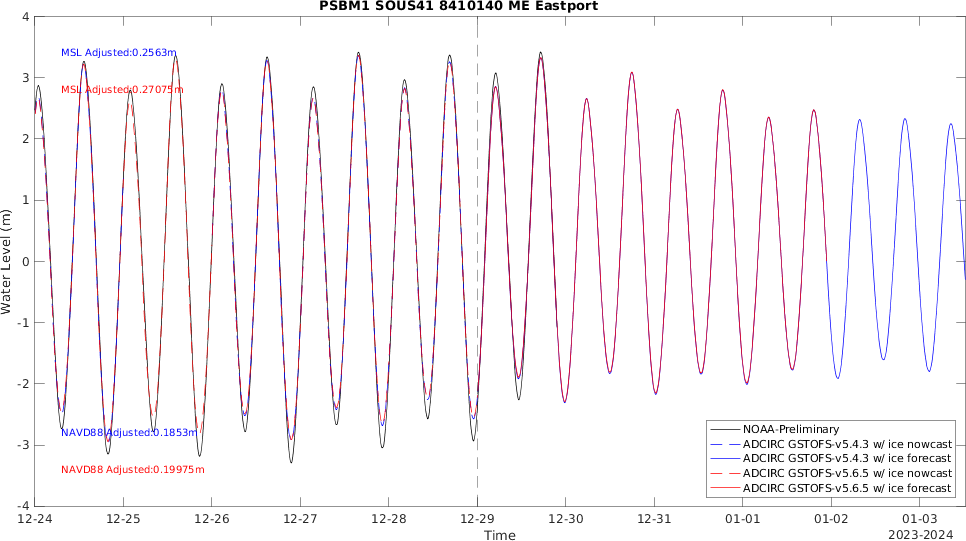 PSBM1 SOUS41 8410140 ME Eastport
4
3
2
1
0
-1
-2
-3
-4
Water Level (m)
MSL Adjusted:0.2563m
MSL Adjusted:0.27075m
NAVD88 Adjusted:0.1853m
NAVD88 Adjusted:0.19975m
NOAA-Preliminary
ADCIRC GSTOFS-v5.4.3 w/ ice nowcast
ADCIRC GSTOFS-v5.4.3 w/ ice forecast
ADCIRC GSTOFS-v5.6.5 w/ ice nowcast
ADCIRC GSTOFS-v5.6.5 w/ ice forecast
12-24 12-25 12-26 12-27 12-28 12-29 12-30 12-31 01-01 01-02 01-03
Time
2023-2024